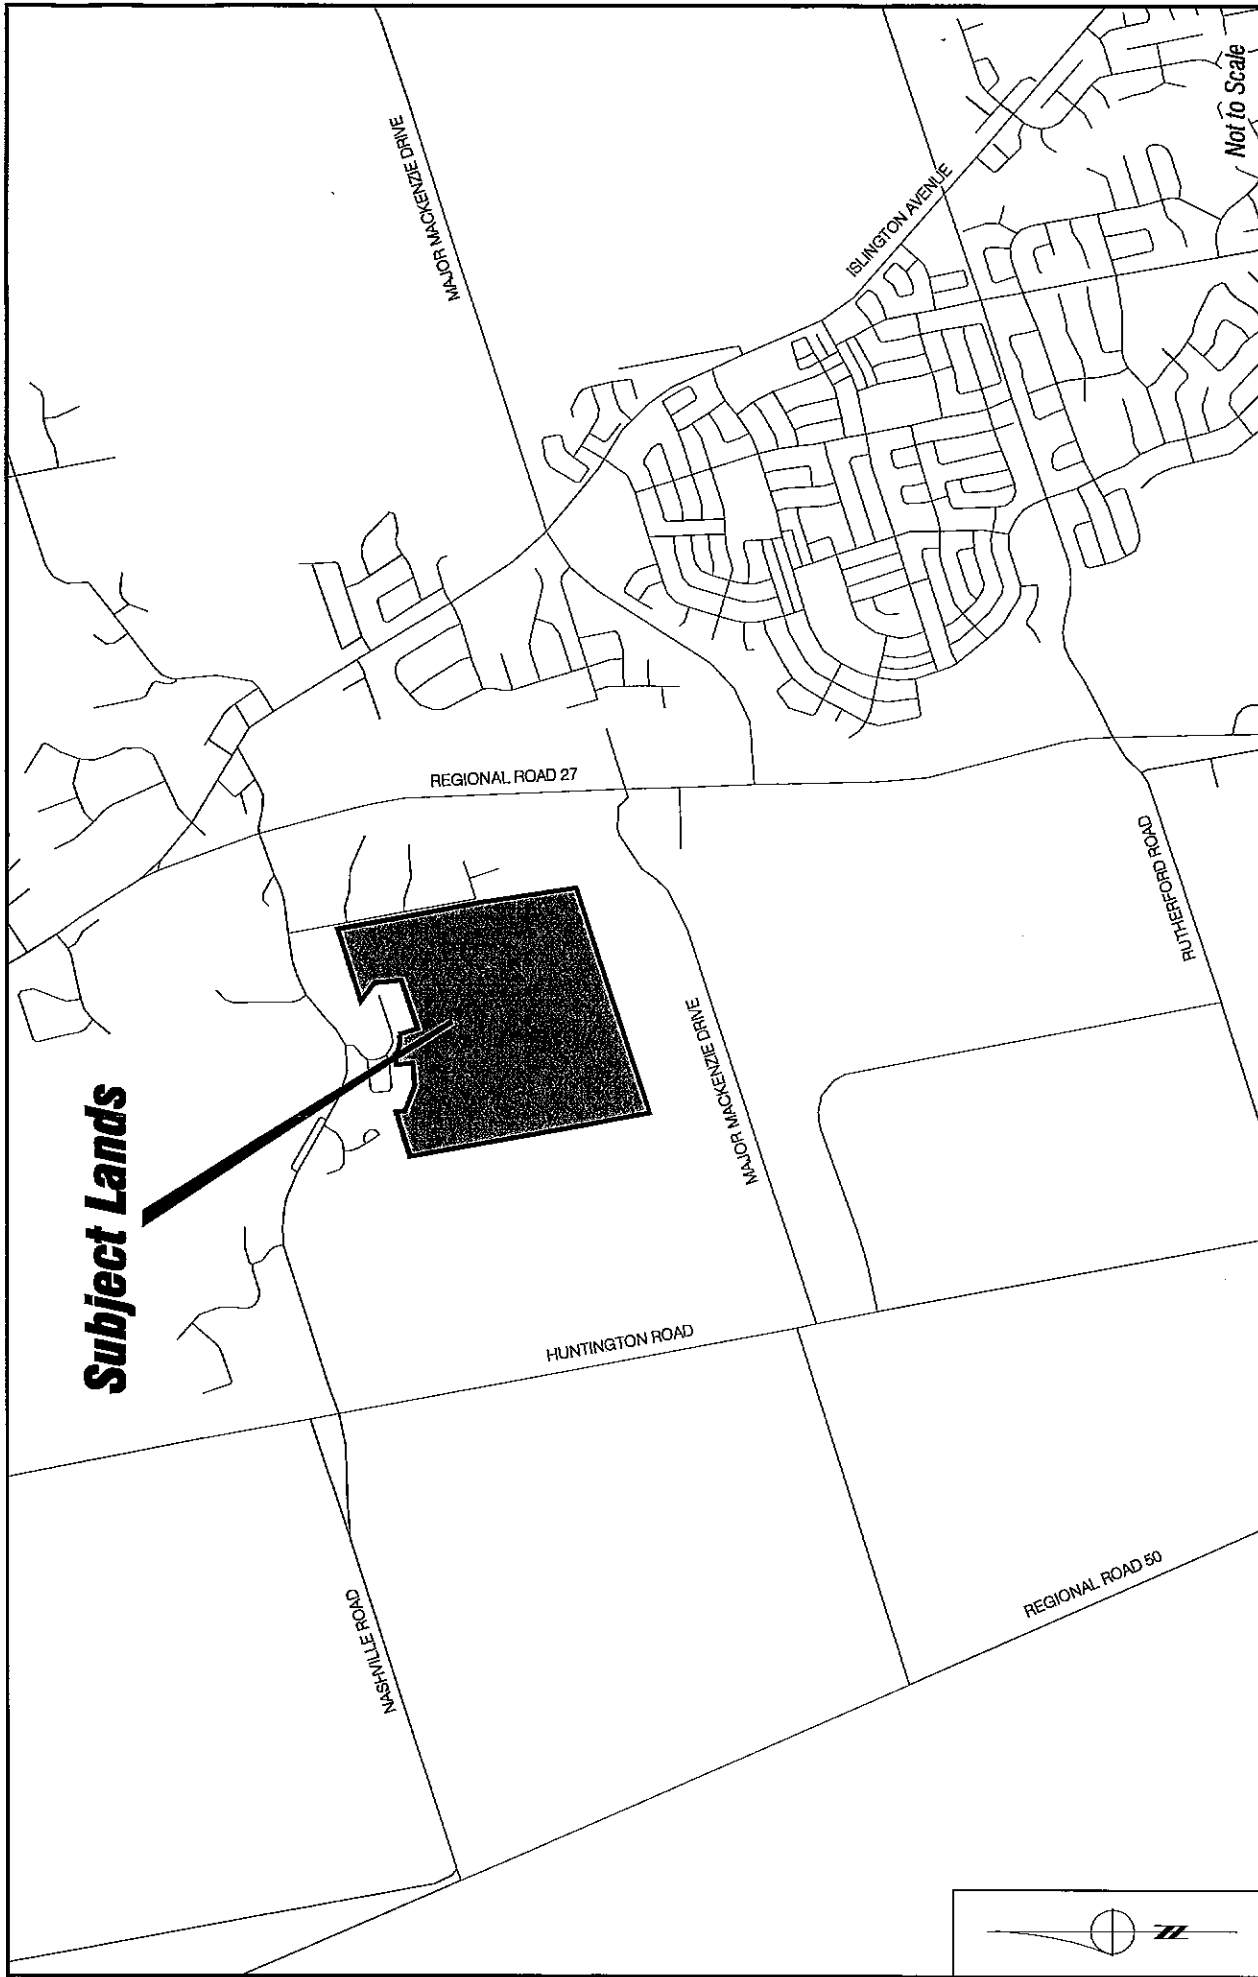 Subject Lands
NASHVILLE ROAD
HUNTINGTON ROAD
REGIONAL ROAD 50
MAJOR MACKENZIE DRIVE
REGIONAL ROAD 27
RUTHERFORD ROAD
MAJOR MACKENZIE DRIVE
ISLINGTON AVENUE
Not to Scale
N